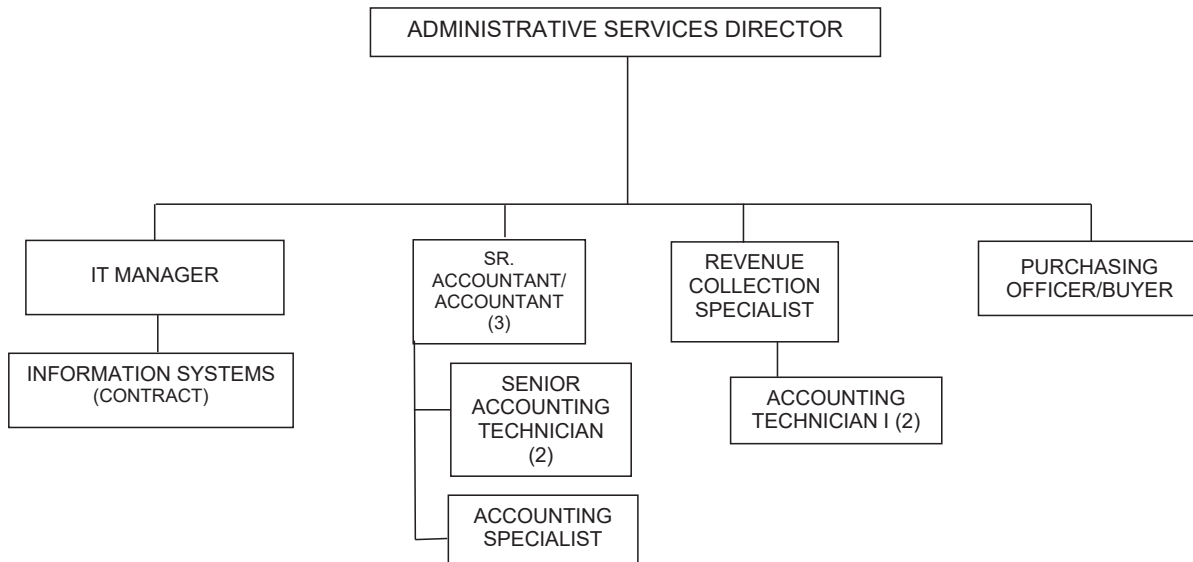 ADMINISTRATIVE SERVICES DIRECTOR
IT MANAGER
SR.
ACCOUNTANT/
ACCOUNTANT
(3)
REVENUE
COLLECTION
SPECIALIST
PURCHASING
OFFICER/BUYER
INFORMATION SYSTEMS
(CONTRACT)
SENIOR
ACCOUNTING
TECHNICIAN
(2)
ACCOUNTING
TECHNICIAN I (2)
ACCOUNTING
SPECIALIST